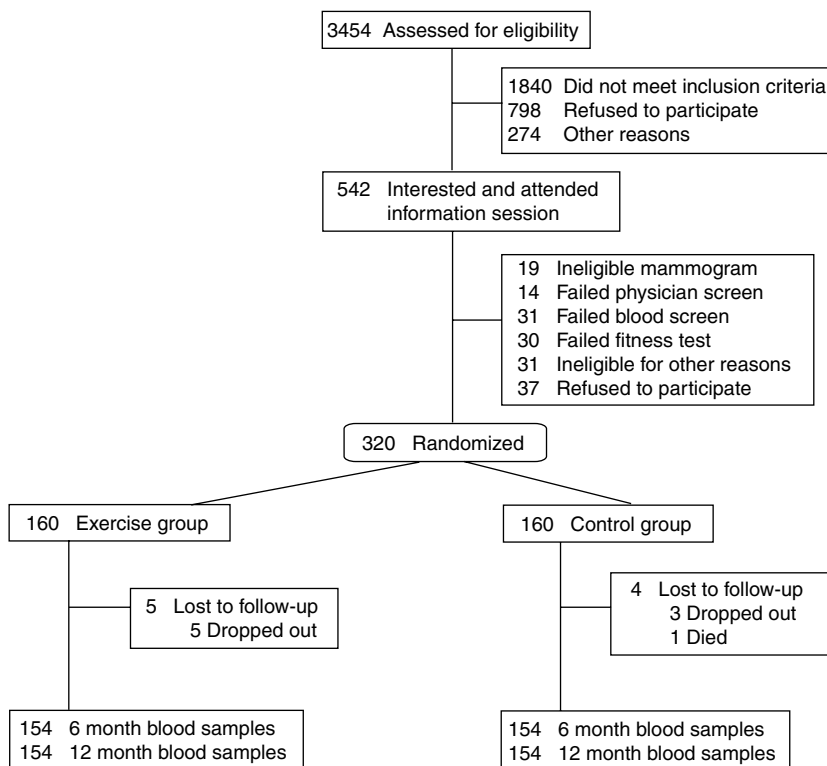 3454 Assessed for eligibility
1840 Did not meet inclusion criteria
798 Refused to participate
274 Other reasons
542 Interested and attended
information session
19 Ineligible mammogram
14 Failed physician screen
31 Failed blood screen
30 Failed fitness test
31 Ineligible for other reasons
37 Refused to participate
320 Randomized
160 Exercise group
160 Control group
5 Lost to follow-up
5 Dropped out
4 Lost to follow-up
3 Dropped out
1 Died
154 6 month blood samples
154 12 month blood samples
154 6 month blood samples
154 12 month blood samples